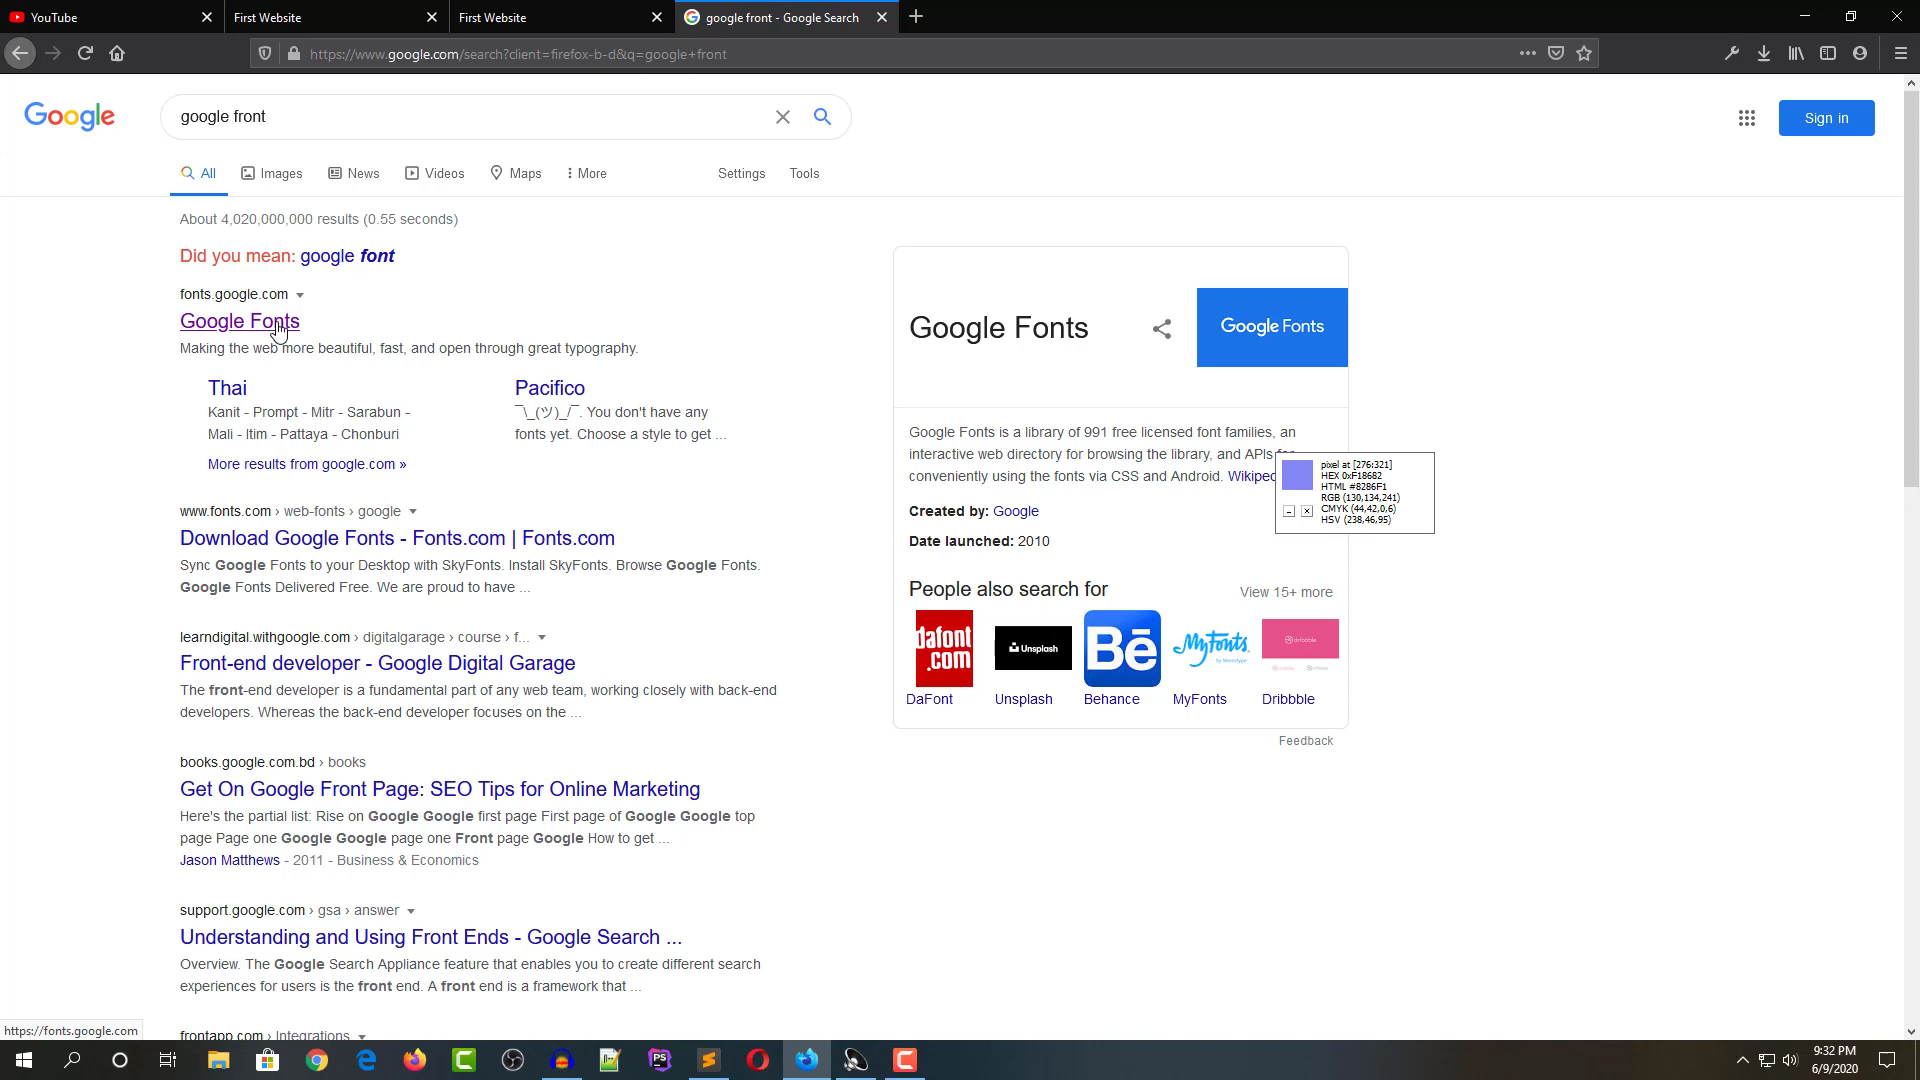 YouTube
First Website
First Website
google front - Google Search
https://www.google.com/search?client=firefox-b-d&q=google+front
Google
google front
Sign in
All
Images
News
Videos
Maps
More
Settings
Tools
About 4,020,000,000 results (0.55 seconds)
Did you mean: google font
fonts.google.com
Google Fonts
Making the web more beautiful, fast, and open through great typography.
Thai
Kanit - Prompt - Mitr - Sarabun -
Mali - Itim - Pattaya - Chonburi
Pacifico
¯\_(ツ)_/¯. You don't have any
fonts yet. Choose a style to get ...
More results from google.com »
www.fonts.com › web-fonts › google
Download Google Fonts - Fonts.com | Fonts.com
Sync Google Fonts to your Desktop with SkyFonts. Install SkyFonts. Browse Google Fonts.
Google Fonts Delivered Free. We are proud to have ...
learndigital.withgoogle.com › digitalgarage › course › f...
Front-end developer - Google Digital Garage
The front-end developer is a fundamental part of any web team, working closely with back-end
developers. Whereas the back-end developer focuses on the ...
books.google.com.bd › books
Get On Google Front Page: SEO Tips for Online Marketing
Here's the partial list: Rise on Google Google first page First page of Google Google top
page Page one Google Google page one Front page Google How to get ...
Jason Matthews - 2011 - Business & Economics
support.google.com › gsa › answer
Understanding and Using Front Ends - Google Search ...
Overview. The Google Search Appliance feature that enables you to create different search
experiences for users is the front end. A front end is a framework that ...
frontapp.com › Integrations
Google Fonts
Google Fonts
Google Fonts is a library of 991 free licensed font families, an
interactive web directory for browsing the library, and APIs for
conveniently using the fonts via CSS and Android. Wikiped
Created by: Google
Date launched: 2010
People also search for
View 15+ more
dafont
.com
Unsplash
Bē
MyFonts
by Monotype
dribbble
DaFont
Unsplash
Behance
MyFonts
Dribbble
Feedback
pixel at [276:321]
HEX 0xF18682
HTML #8286F1
RGB (130,134,241)
CMYK (44,42,0,6)
HSV (238,46,95)
https://fonts.google.com
PS
9:32 PM
6/9/2020